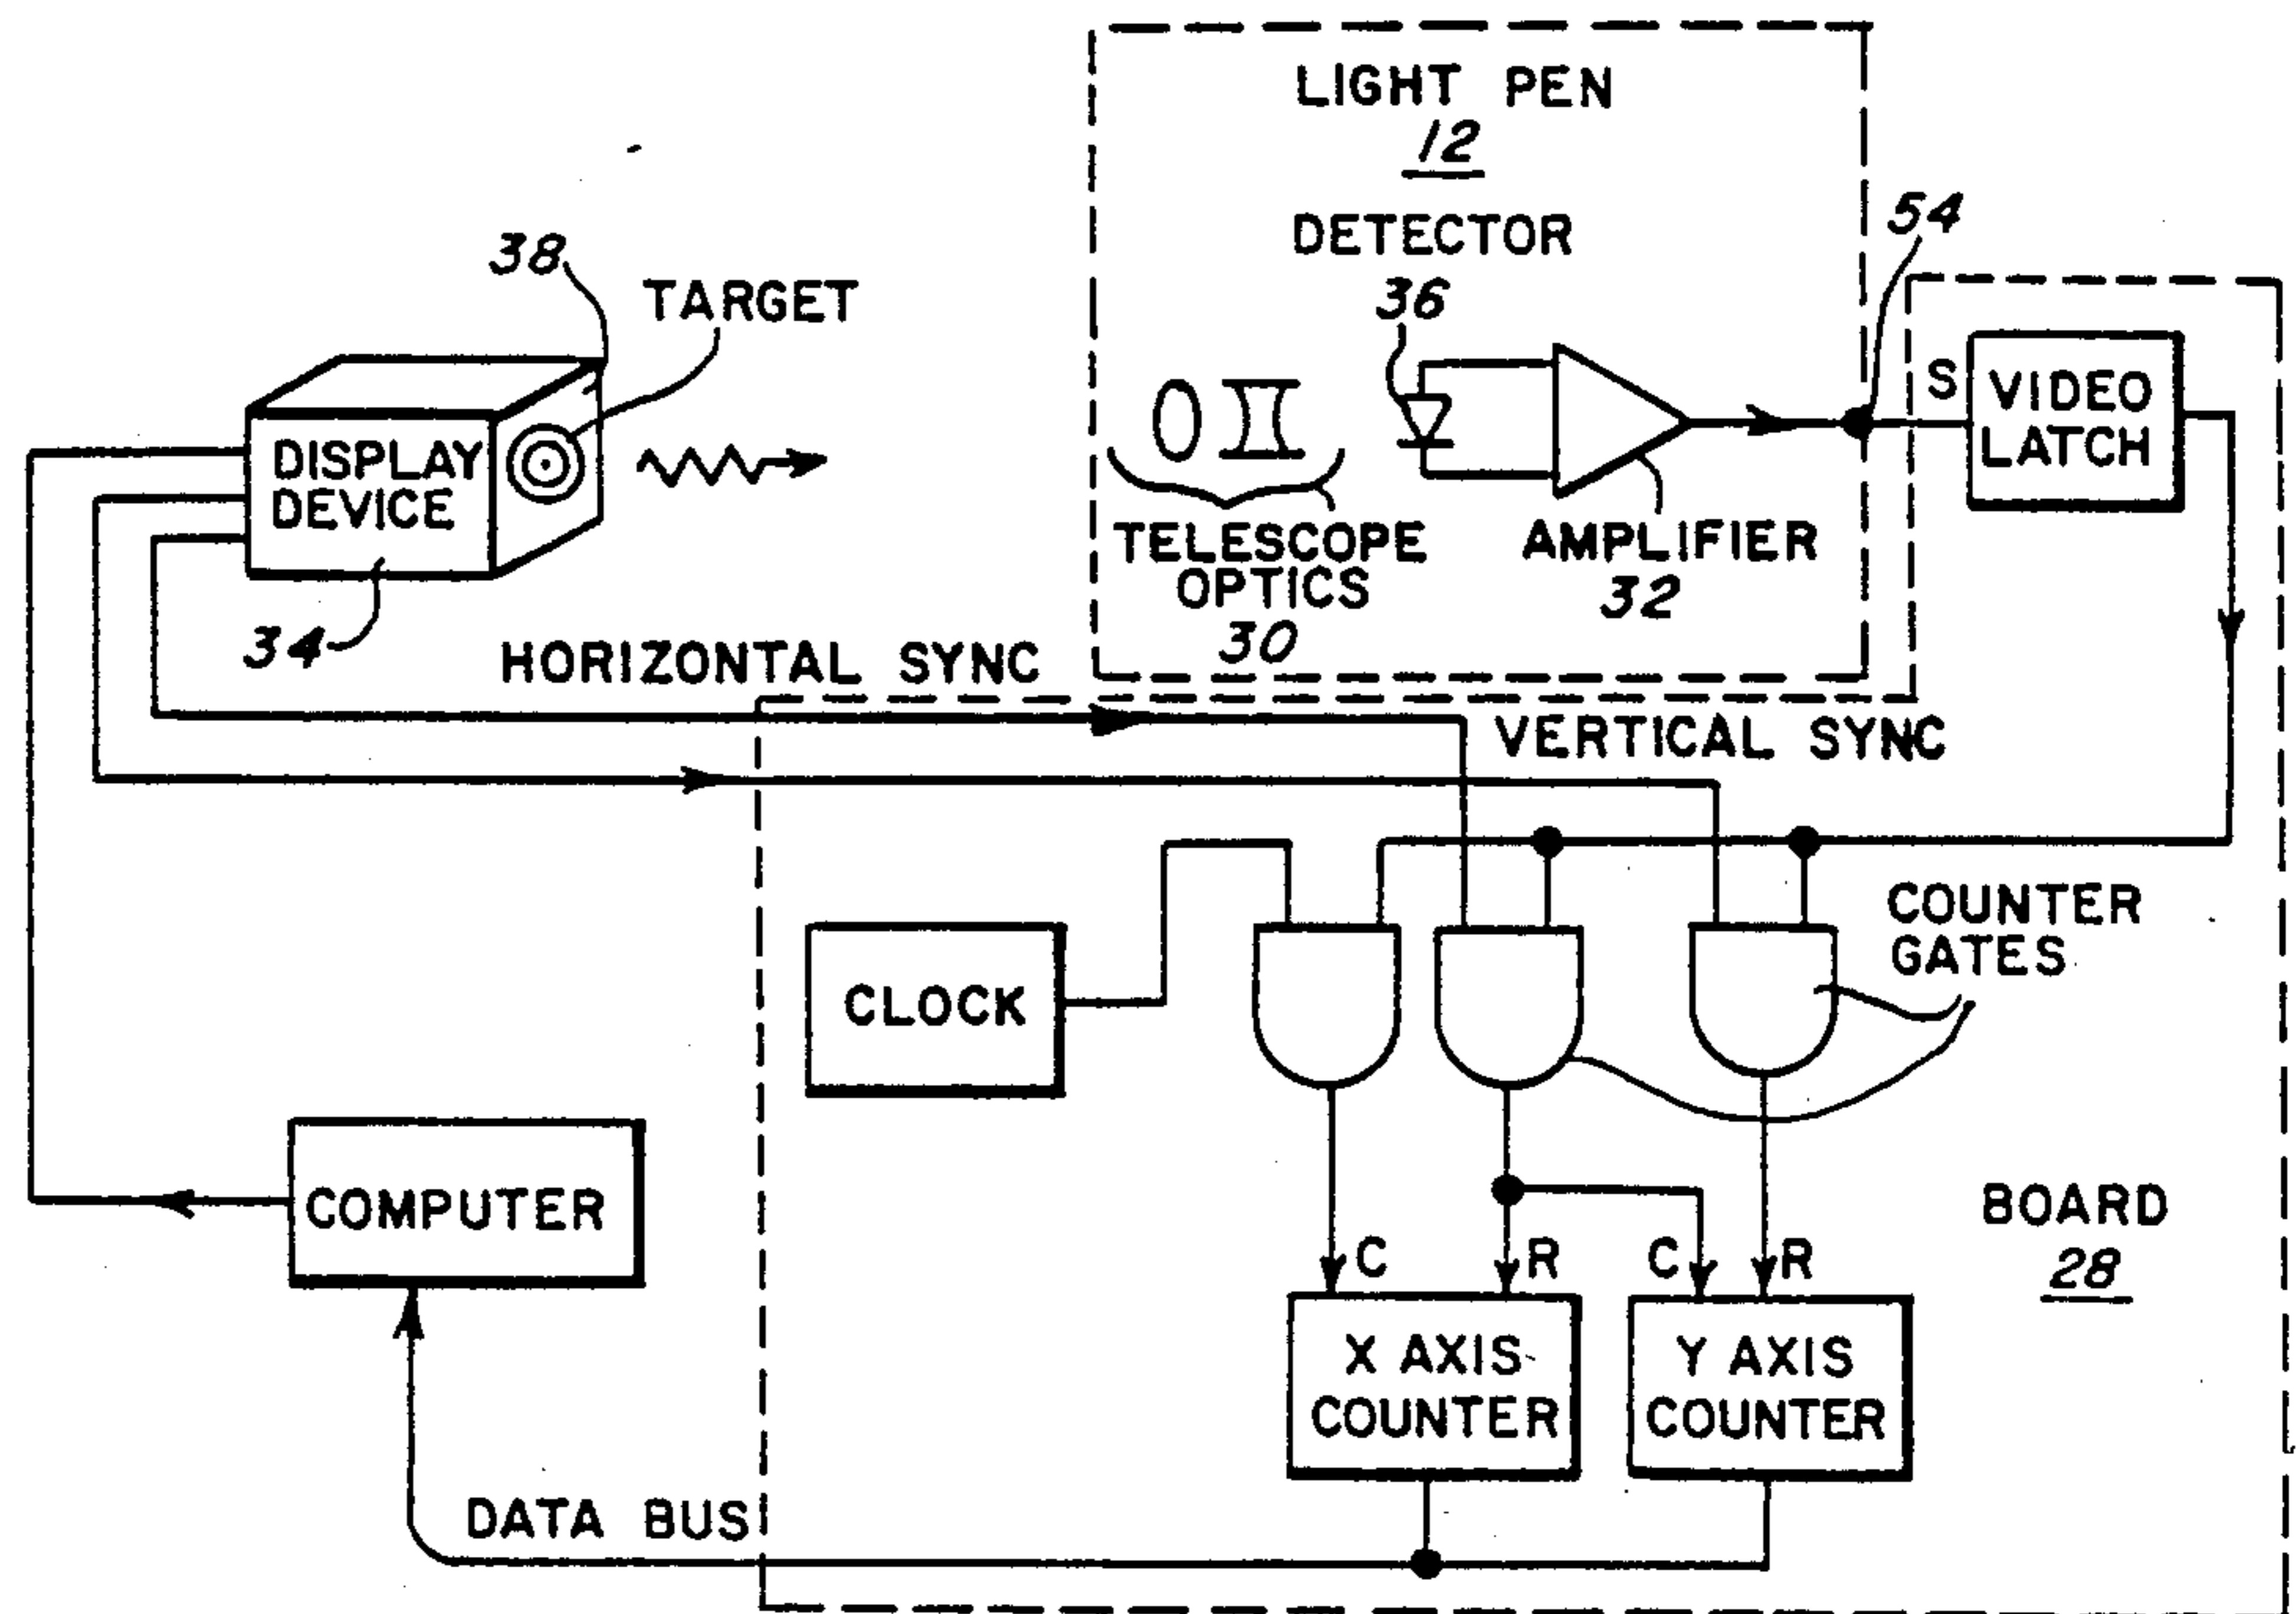 LIGHT PEN
12
DETECTOR
36
54
38
TARGET
S
VIDEO
LATCH
DISPLAY
DEVICE
34
TELESCOPE
OPTICS
30
AMPLIFIER
32
HORIZONTAL SYNC
VERTICAL SYNC
COUNTER
GATES
CLOCK
COMPUTER
BOARD
28
C
R
C
R
X AXIS
COUNTER
Y AXIS
COUNTER
DATA BUS